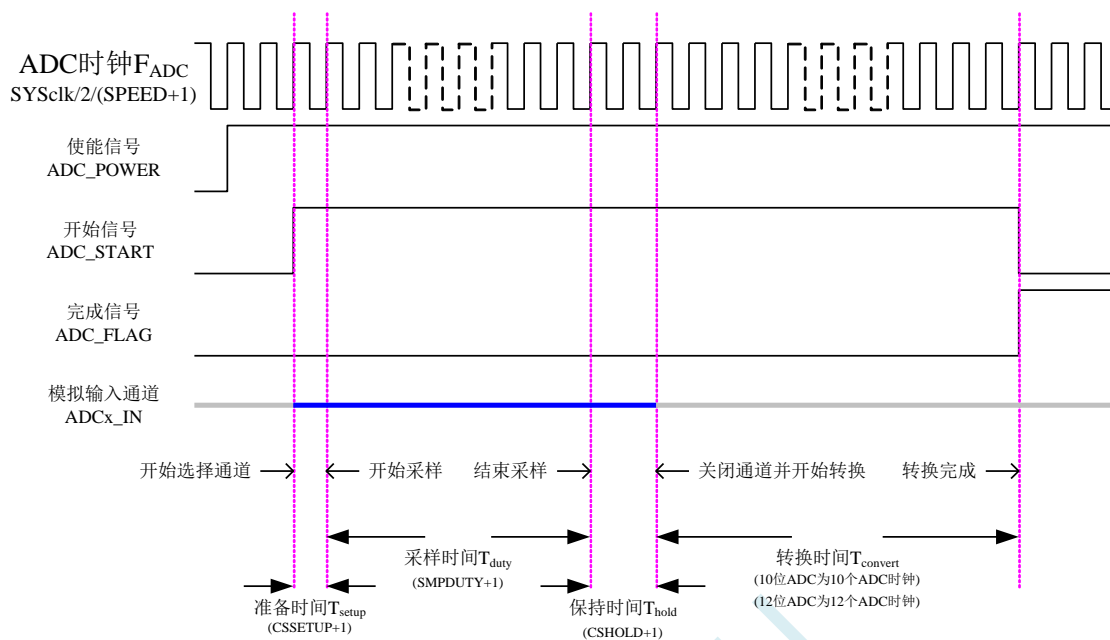 ADC时钟FADC
SYSclk/2/(SPEED+1)
使能信号
ADC_POWER
开始信号
ADC_START
完成信号
ADC_FLAG
模拟输入通道
ADCx_IN
开始选择通道
开始采样
结束采样
关闭通道并开始转换
转换完成
采样时间Tduty
(SMPDUTY+1)
转换时间Tconvert
(10位ADC为10个ADC时钟)
(12位ADC为12个ADC时钟)
准备时间Tsetup
(CSSETUP+1)
保持时间Thold
(CSHOLD+1)